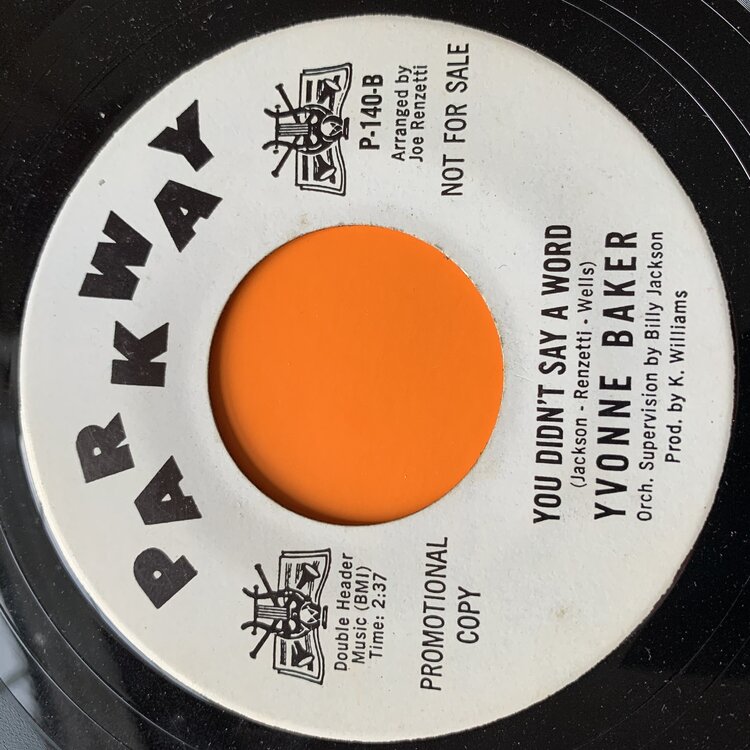 PARKWAY
Double Header
Music (BMI)
Time: 2:37
PROMOTIONAL
COPY
P-140-B
Arranged by
Joe Renzetti
NOT FOR SALE
YOU DIDN'T SAY A WORD
(Jackson - Renzetti - Wells)
YVONNE BAKER
Orch. Supervision by Billy Jackson
Prod. by K. Williams